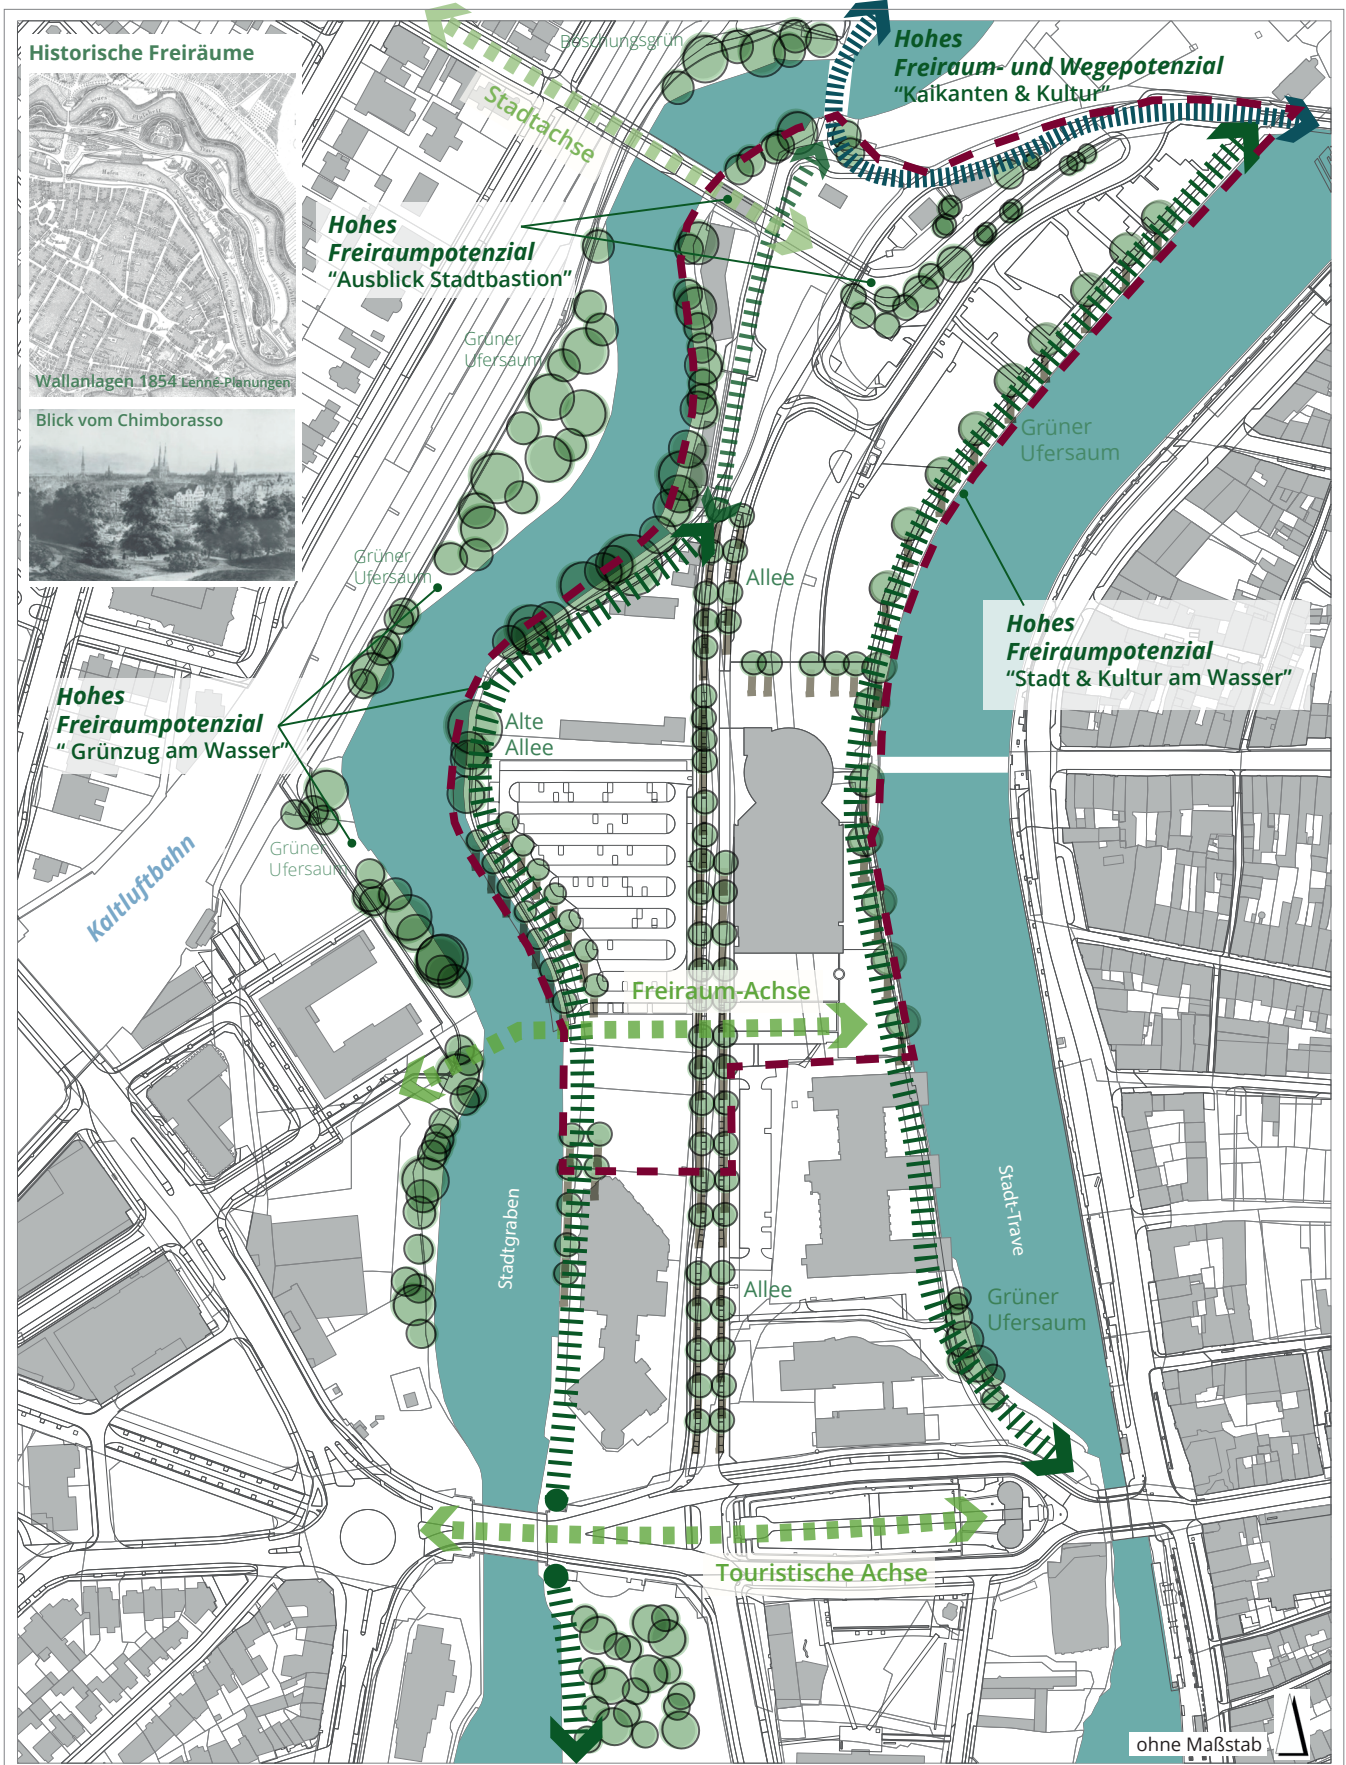 Historische Freiräume
Wallanlagen 1854 Lenné-Planungen
Blick vom Chimborasso
Böschungsgrün
Stadtachse
Hohes
Freiraum- und Wegepotenzial
“Kaikanten & Kultur”
Hohes
Freiraumpotenzial
“Ausblick Stadtbastion”
Grüner
Ufersaum
Grüner
Ufersaum
Grüner
Ufersaum
Allee
Hohes
Freiraumpotenzial
“Stadt & Kultur am Wasser”
Hohes
Freiraumpotenzial
“ Grünzug am Wasser”
Alte
Allee
Grüner
Ufersaum
Kaltluftbahn
Freiraum-Achse
Stadtgraben
Stadt-Trave
Allee
Grüner
Ufersaum
Touristische Achse
ohne Maßstab